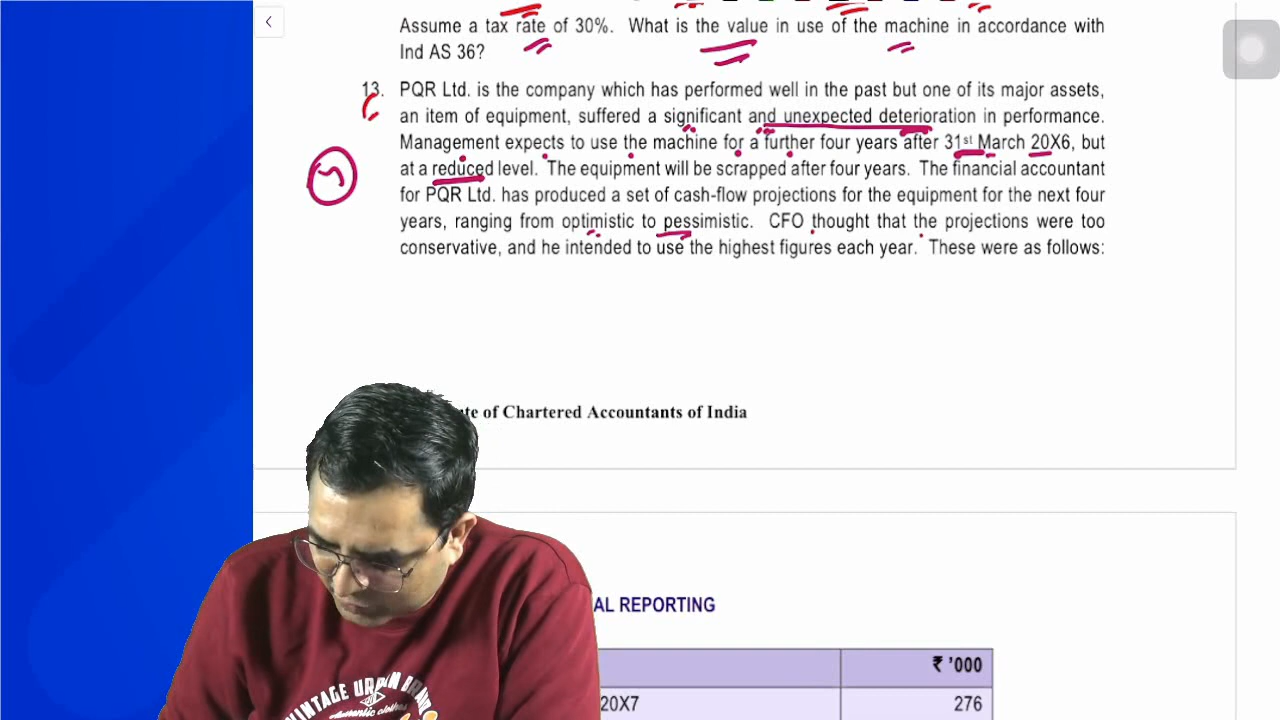 Assume a tax rate of 30%. What is the value in use of the machine in accordance with
Ind AS 36?
13. PQR Ltd. is the company which has performed well in the past but one of its major assets,
an item of equipment, suffered a significant and unexpected deterioration in performance.
Management expects to use the machine for a further four years after 31st March 20X6, but
at a reduced level. The equipment will be scrapped after four years. The financial accountant
for PQR Ltd. has produced a set of cash-flow projections for the equipment for the next four
years, ranging from optimistic to pessimistic. CFO thought that the projections were too
conservative, and he intended to use the highest figures each year. These were as follows:
te of Chartered Accountants of India
AL REPORTING
₹ '000
20X7 276
VINTAGE URBAN
authentic clothes